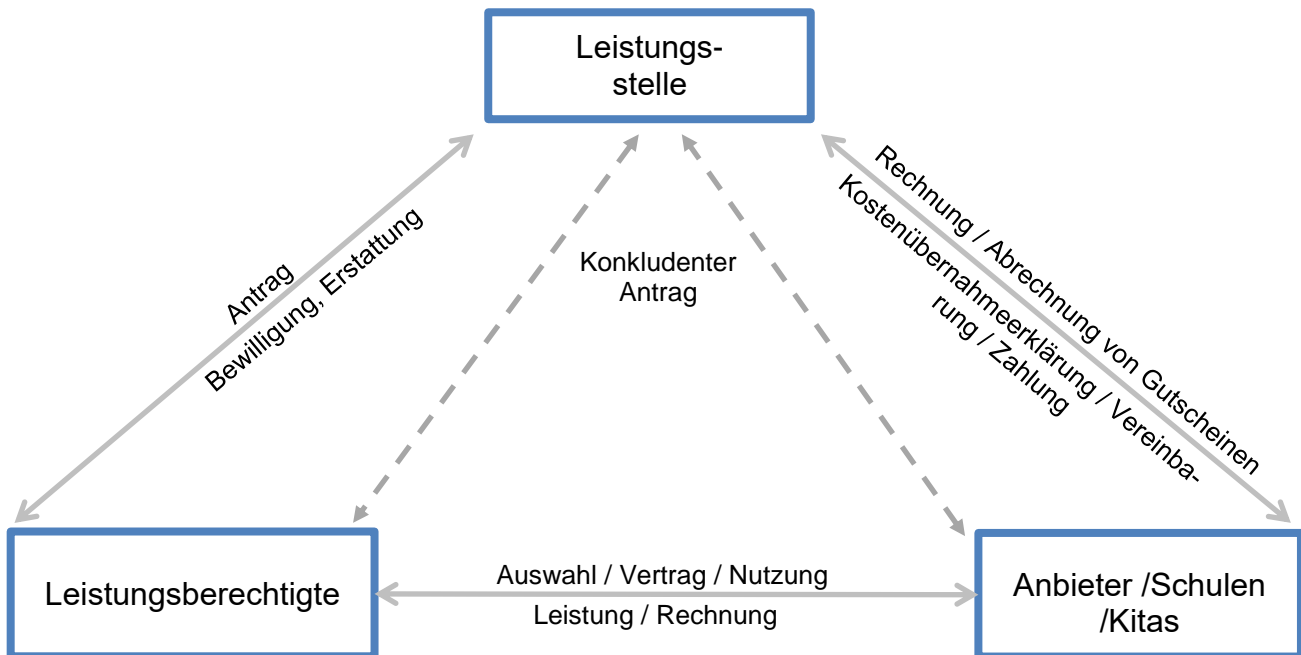 Leistungs-
stelle
Antrag
Bewilligung, Erstattung
Konkludenter
Antrag
Rechnung / Abrechnung von Gutscheinen
Kostenübernahmeerklärung / Vereinba-
rung / Zahlung
Leistungsberechtigte
Auswahl / Vertrag / Nutzung
Leistung / Rechnung
Anbieter /Schulen
/Kitas